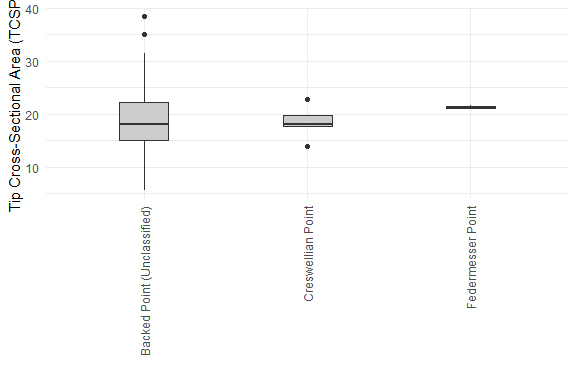 Tip Cross-Sectional Area (TCSP
40
30
20
10
Backed Point (Unclassified)
Creswellian Point
Federmesser Point